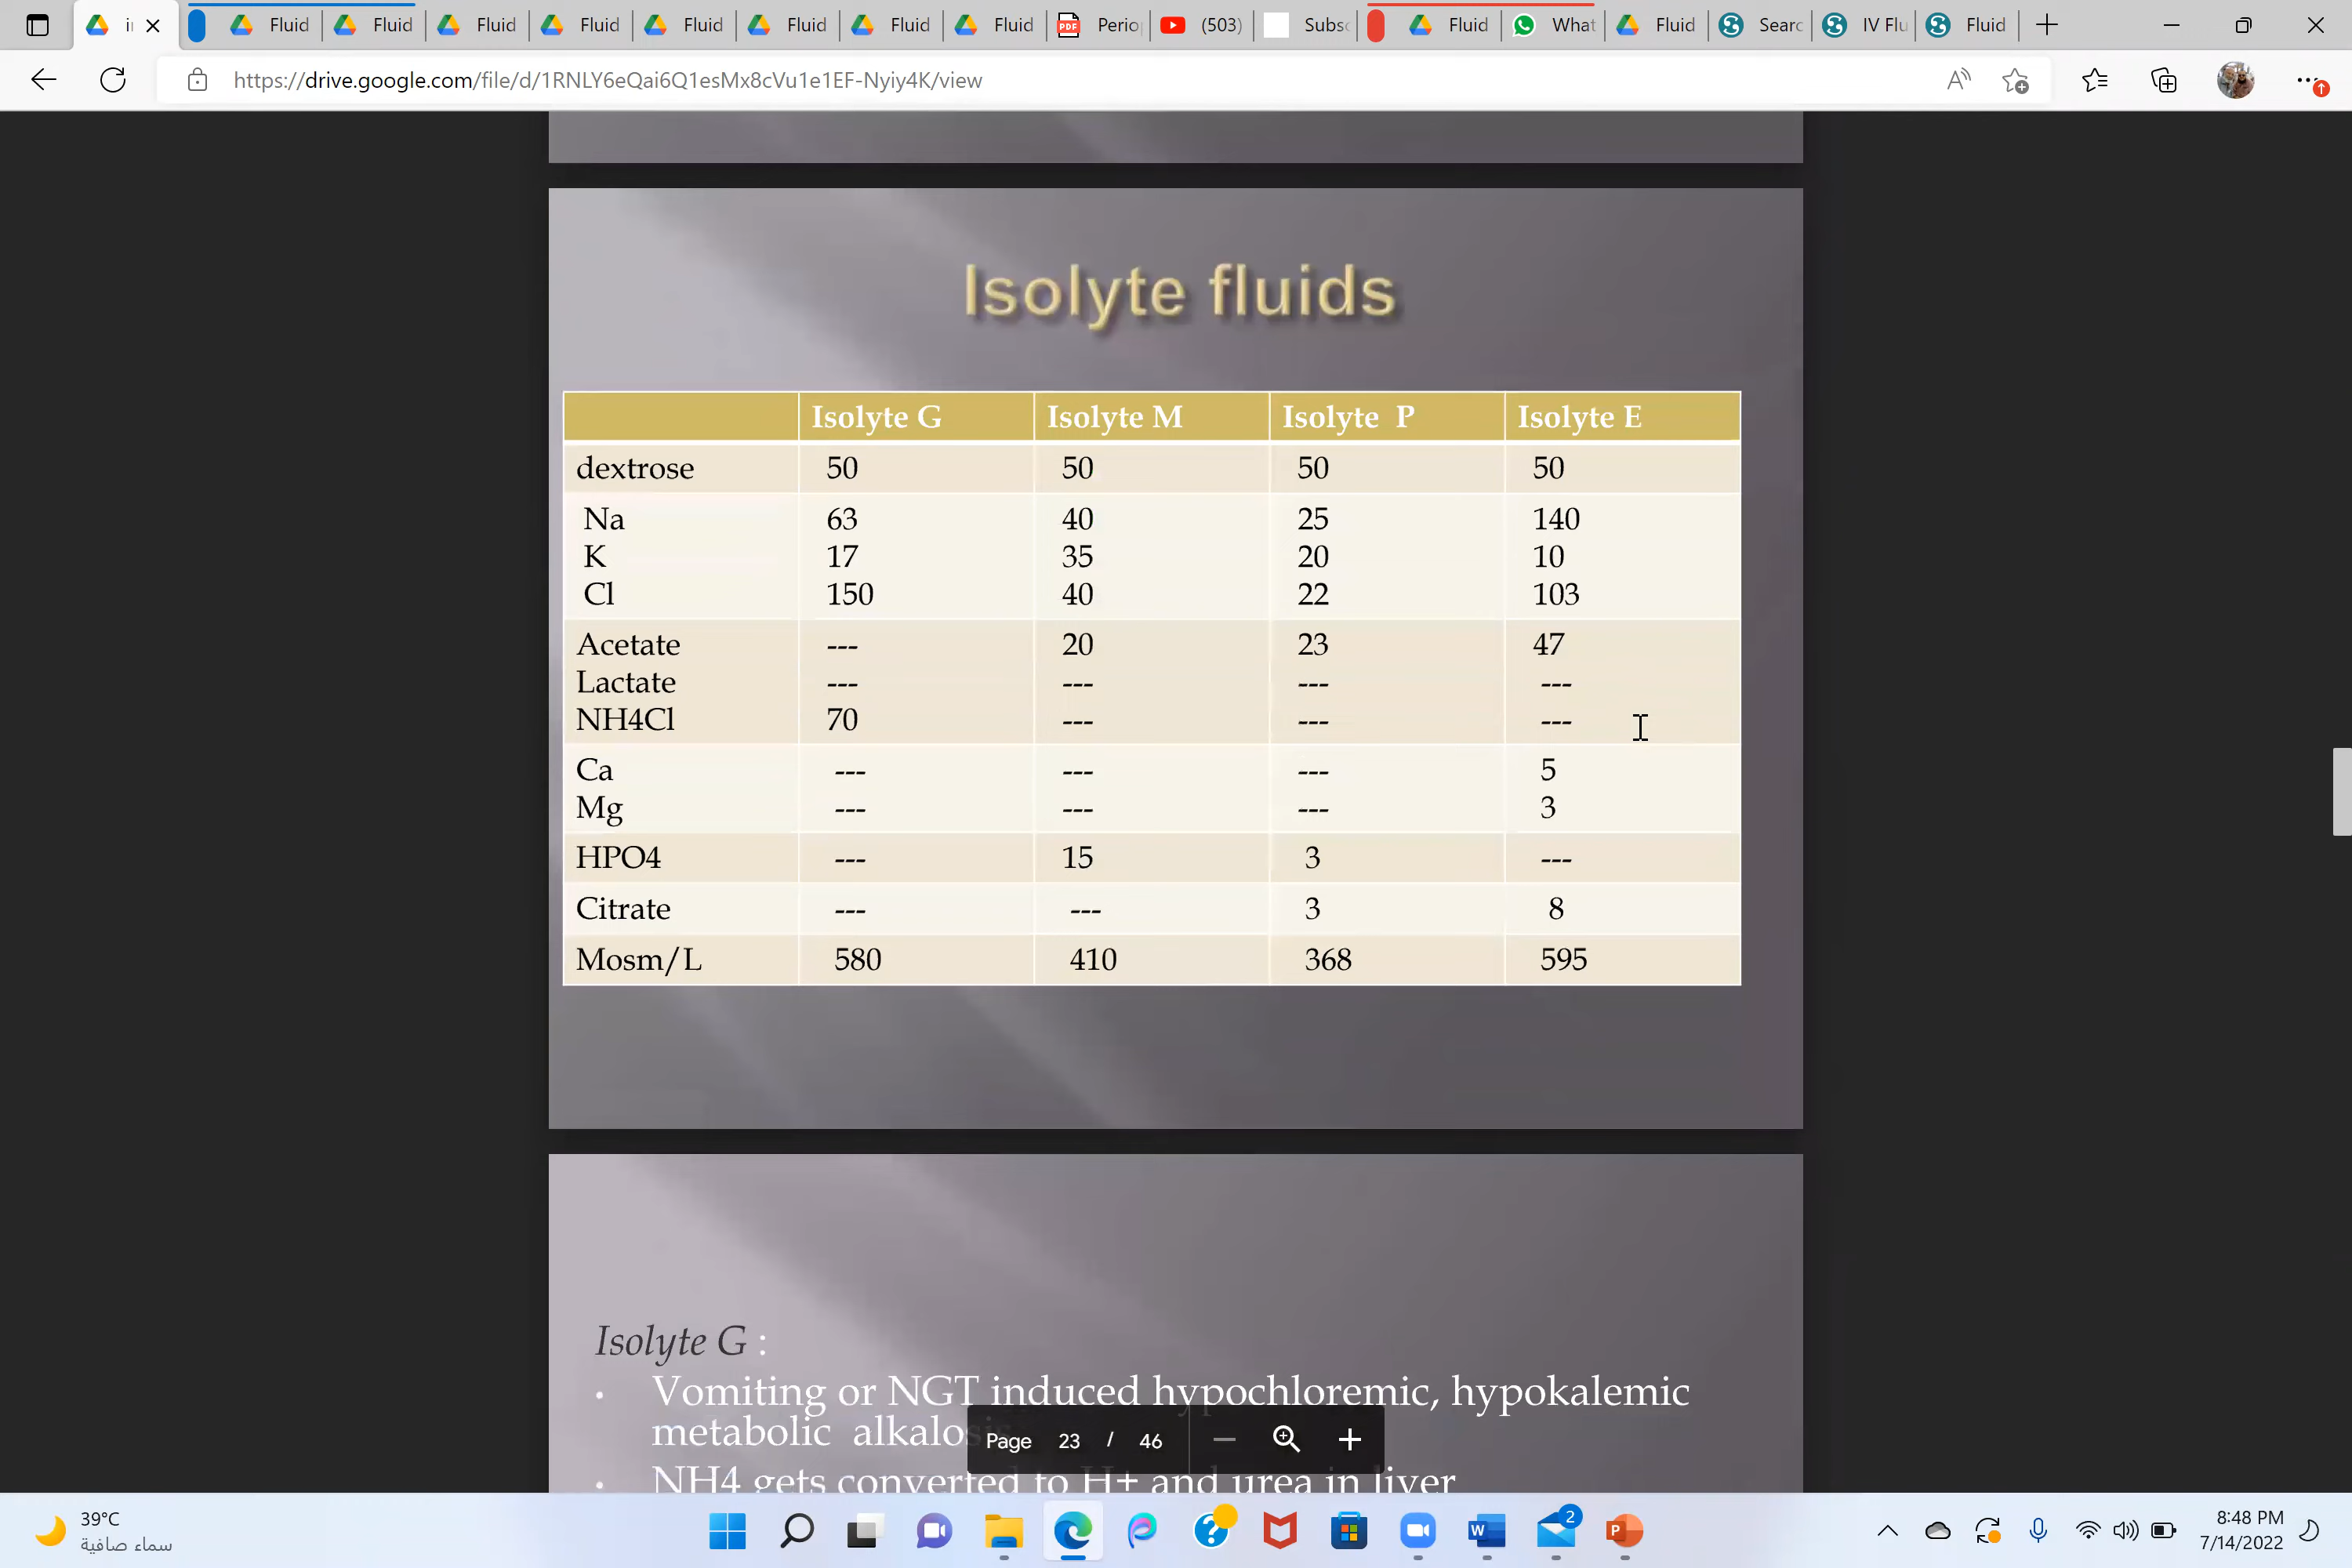 Fluid Fluid Fluid Fluid Fluid Fluid Fluid Fluid (503) Fluid What Fluid Fluid
https://drive.google.com/file/d/1RNLY6eQai6Q1esMx8cVu1e1EF-Nyiy4K/view
Isolyte fluids
Isolyte G Isolyte M Isolyte P Isolyte E
dextrose 50 50 50 50
Na 63 40 25 140
K 17 35 20 10
Cl 150 40 22 103
Acetate --- 20 23 47
Lactate --- --- --- ---
NH4Cl 70 --- --- ---
Ca --- --- --- 5
Mg --- --- --- 3
HPO4 --- 15 3 ---
Citrate --- --- 3 8
Mosm/L 580 410 368 595
Isolyte G :
• Vomiting or NGT induced hypochloremic, hypokalemic
metabolic
Page 23 / 46
• NH4 gets converted to H+ and urea in liver
39°C
سماء صافية
2
8:48 PM
7/14/2022